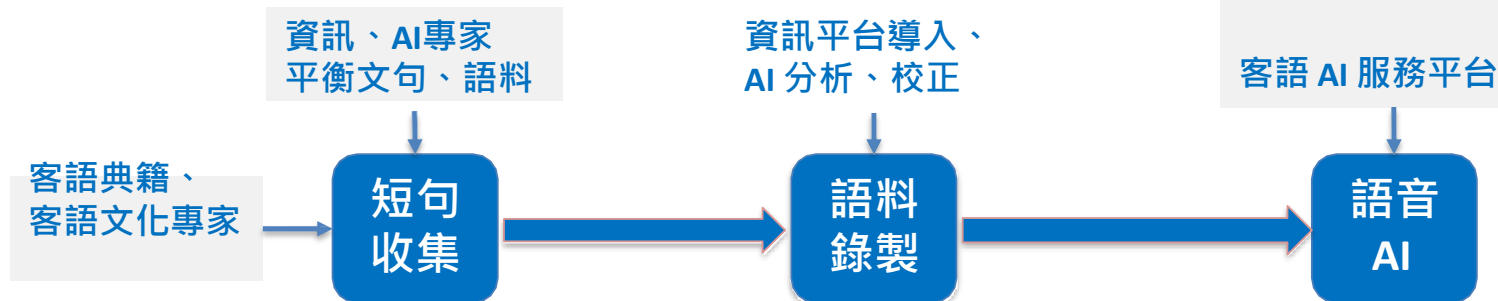 資訊、AI專家
平衡文句、語料
資訊平台導入、
AI 分析、校正
客語 AI 服務平台
客語典籍、
客語文化專家
短句
收集
語料
錄製
語音
AI